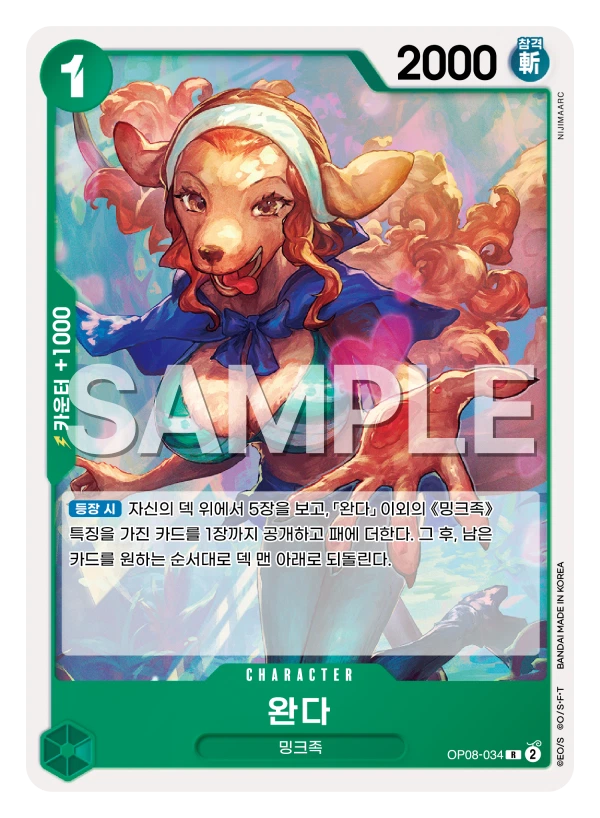 1
2000
참격
斬
NIJIMAARC
카운터 +1000
SAMPLE
등장 시 자신의 덱 위에서 5장을 보고, 「완다」 이외의 《밍크족》
특징을 가진 카드를 1장까지 공개하고 패에 더한다. 그 후, 남은
카드를 원하는 순서대로 덱 맨 아래로 되돌린다.
CHARACTER
완다
밍크족
OP08-034 R 2
©EO/S ©O/S·F·T BANDAI MADE IN KOREA